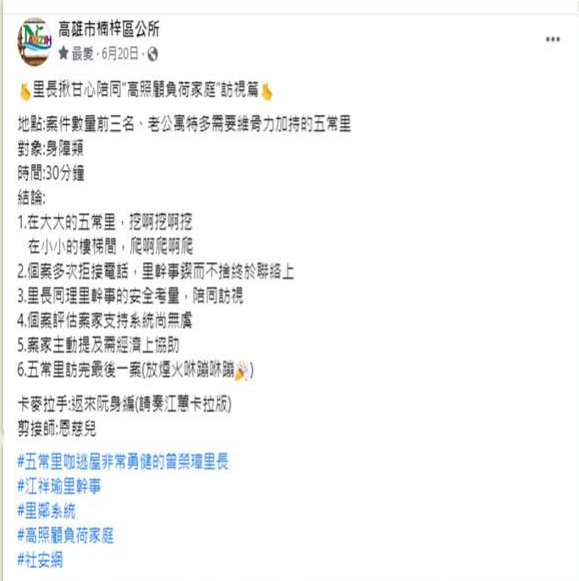 高雄市楠梓區公所
最愛·6月20日·
里長揪甘心陪同"高照顧負荷家庭"訪視篇
地點:案件數量前三名、老公寓特多需要維骨力加持的五常里
對象:身障類
時間:30分鐘
結論:
1.在大大的五常里,挖啊挖啊挖
在小小的樓梯間,爬啊爬啊爬
2.個案多次拒接電話,里幹事鍥而不捨終於聯絡上
3.里長同理里幹事的安全考量,陪同訪視
4.個案評估案家支持系統尚無虞
5.案家主動提及需經濟上協助
6.五常里訪完最後一案(放煙火咻蹦咻蹦🎉)
卡麥拉手:返來阮身編(請奏江蕙卡拉版)
剪接師:恩慈兒
#五常里咖逃屋非常勇健的曾榮璋里長
#江祥瑜里幹事
#里鄰系統
#高照顧負荷家庭
#社安網